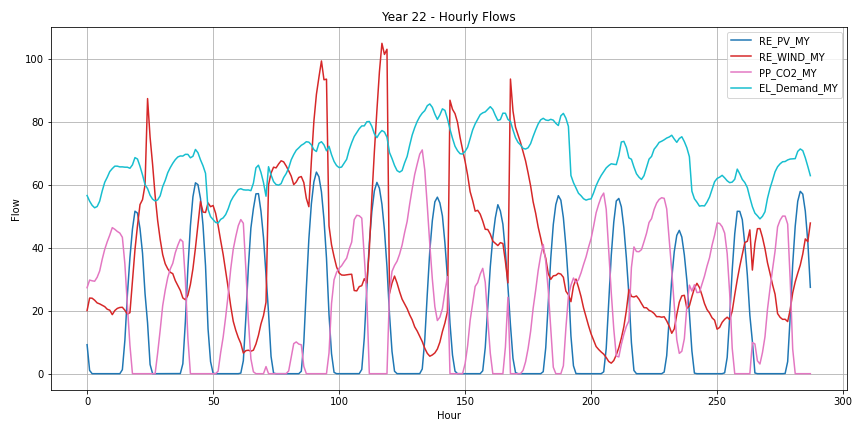 Year 22 - Hourly Flows
RE_PV_MY
RE_WIND_MY
PP_CO2_MY
EL_Demand_MY
100
80
60
40
20
0
Flow
0
50
100
150
200
250
300
Hour